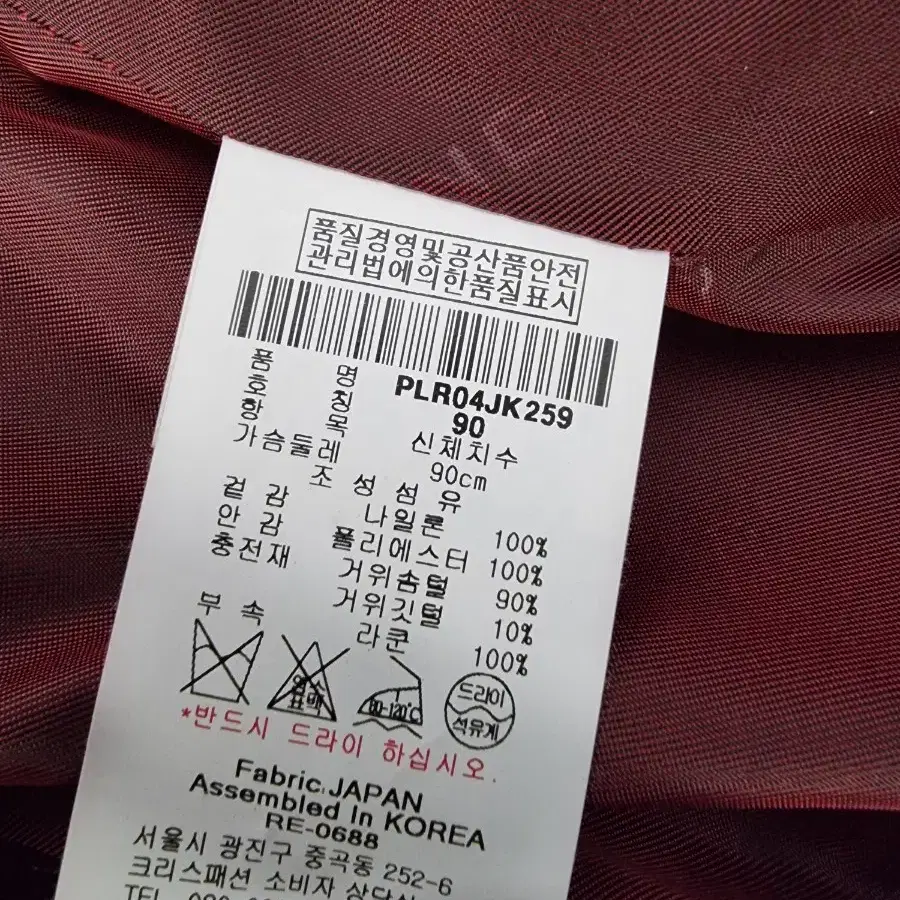 품질경영및공산품안전
관리법에의한품질표시
품 명 PLR04JK259
호 칭 90
항 목 신체치수
가슴둘레 90cm
조 성 섬 유
겉 감 나일론 100%
안 감 폴리에스터 100%
충전재 거위솜털 90%
거위깃털 10%
부 속 라쿤 100%
염소
표백
80-120℃
드라이
석유계
*반드시 드라이 하십시오.
Fabric:JAPAN
Assembled In KOREA
RE-0688
서울시 광진구 중곡동 252-6
크리스패션 소비자